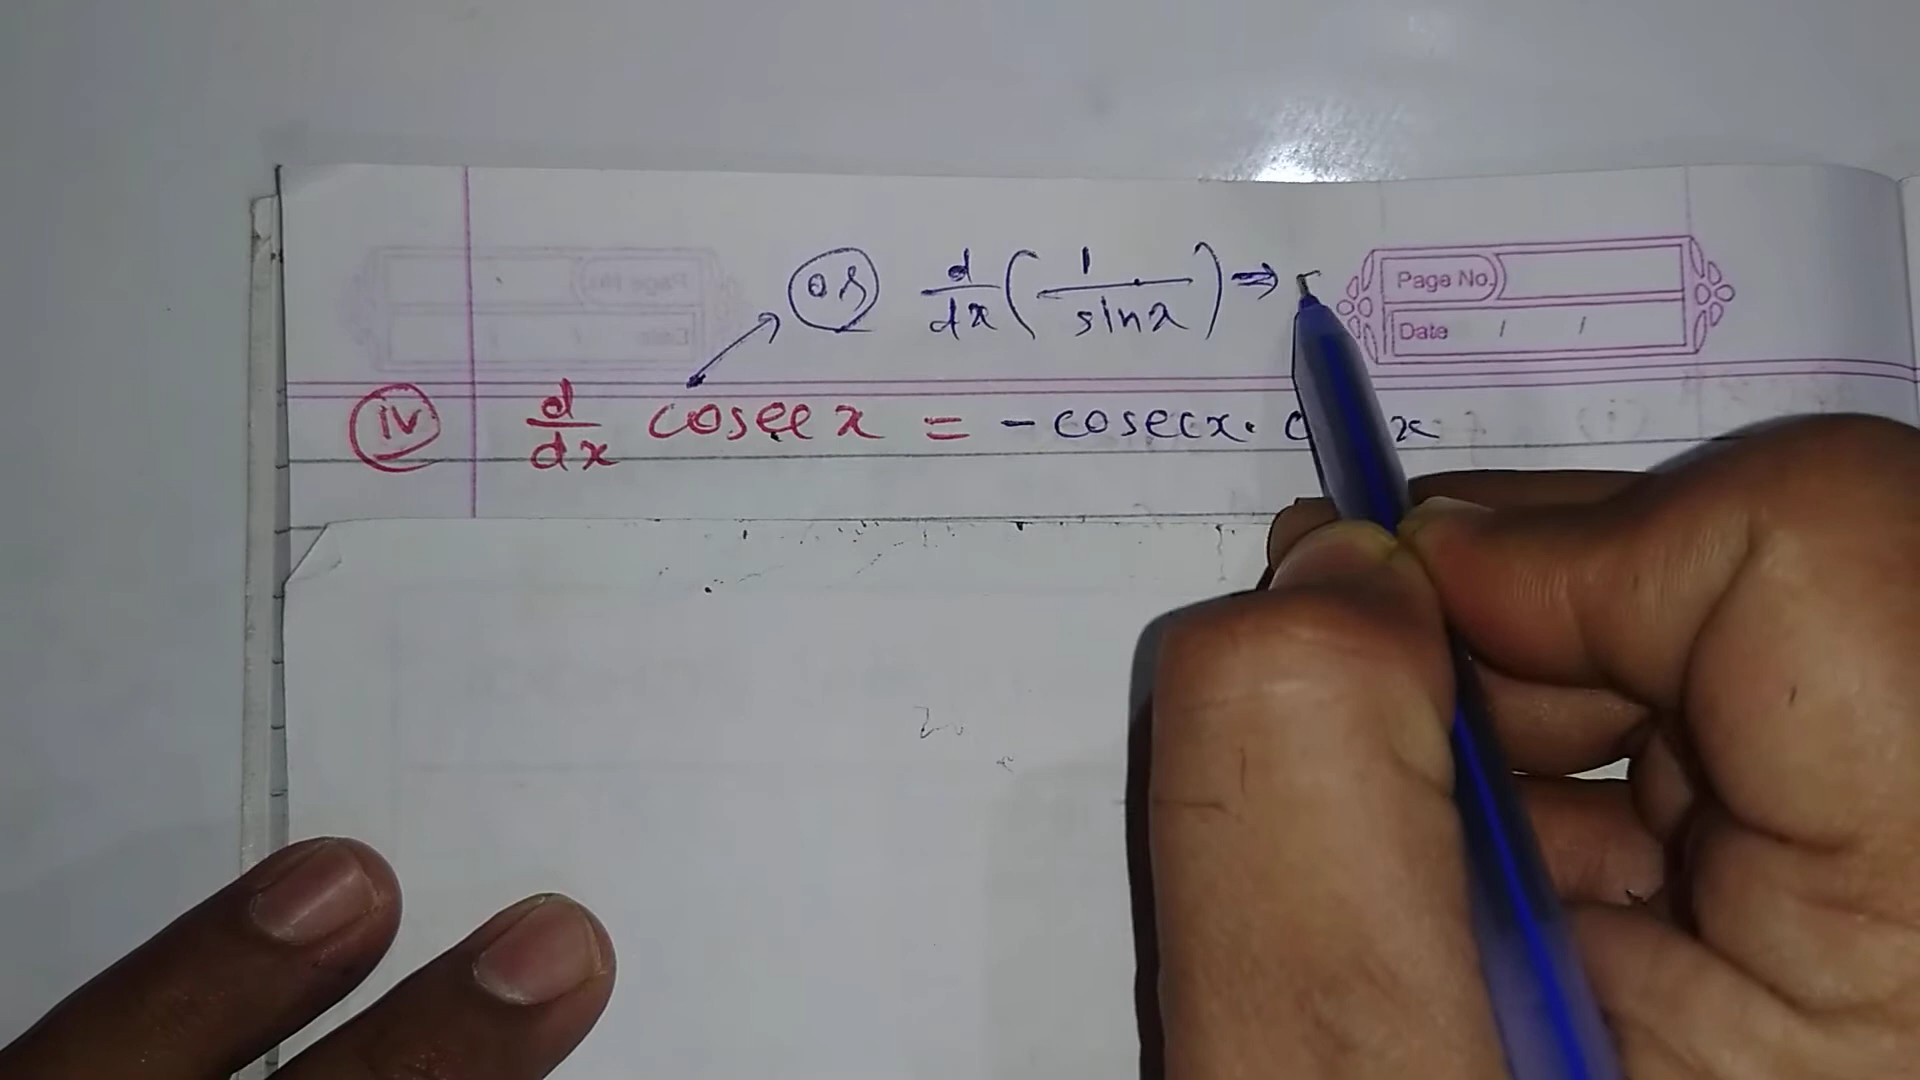 or d/dx (1/sinx) ⇒
Page No.
Date / /
iv d/dx cosec x = - cosecx. c x